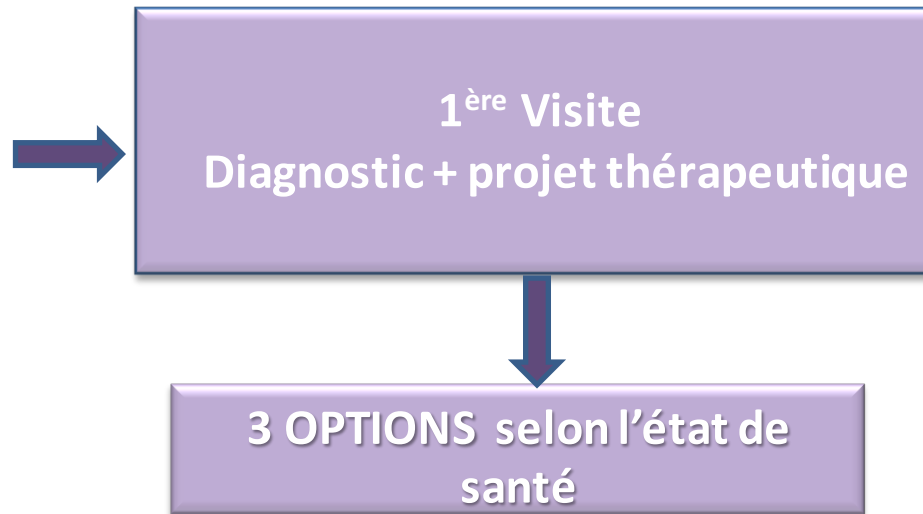 1ère Visite
Diagnostic + projet thérapeutique
3 OPTIONS selon l’état de
santé